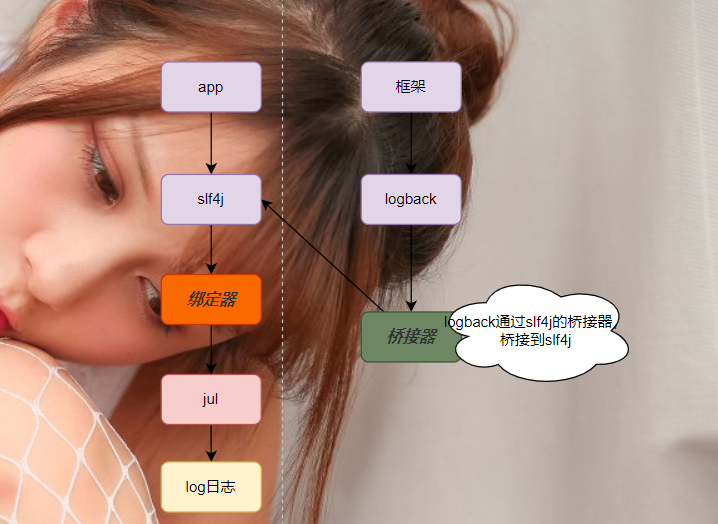 app
框架
slf4j
logback
绑定器
logback通过slf4j的桥接器,
桥接到slf4j
桥接器
jul
log日志